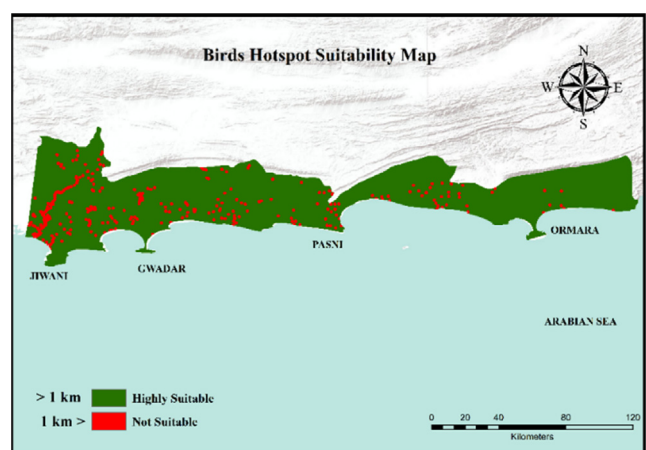 Birds Hotspot Suitability Map
N
W E
S
JIWANI
GWADAR
PASNI
ORMARA
ARABIAN SEA
> 1 km Highly Suitable
1 km > Not Suitable
0 20 40 80 120
Kilometers